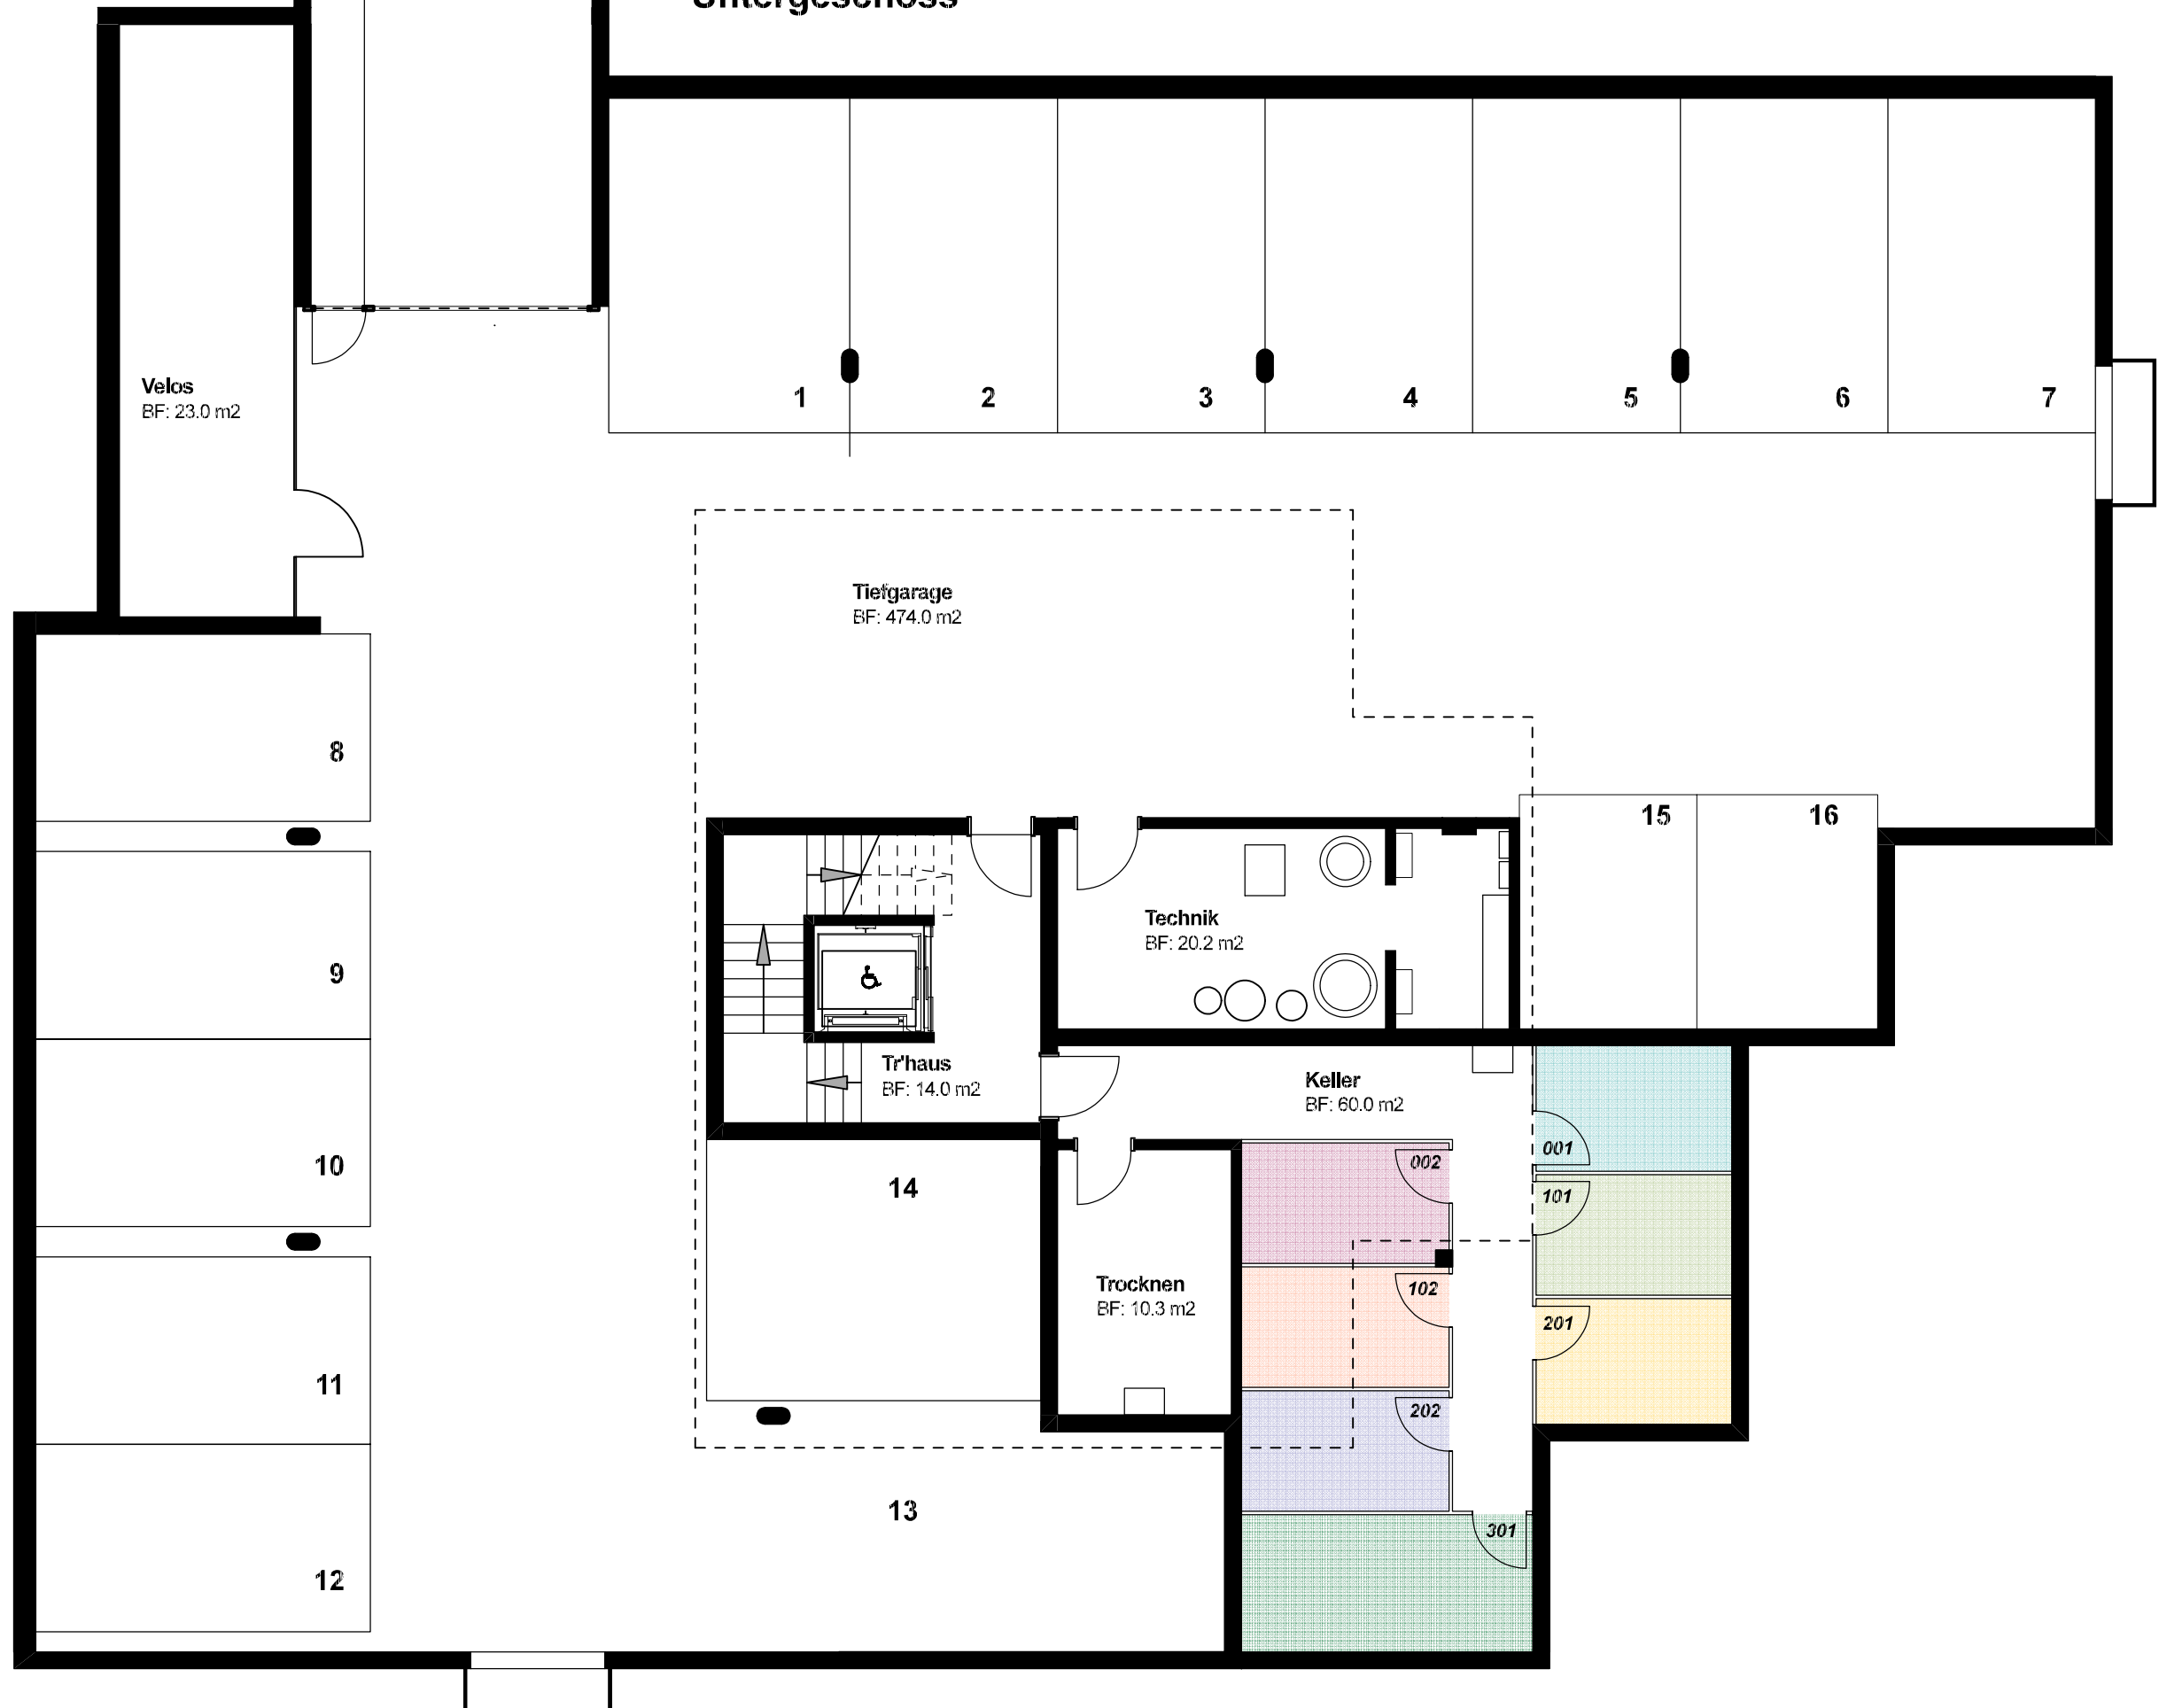 Untergeschoss
Velos
BF: 23.0 m2
1
2
3
4
5
6
7
Tiefgarage
BF: 474.0 m2
8
15
16
Technik
BF: 20.2 m2
9
Tr'haus
BF: 14.0 m2
Keller
BF: 60.0 m2
001
002
10
14
101
Trocknen
BF: 10.3 m2
102
201
11
202
13
301
12